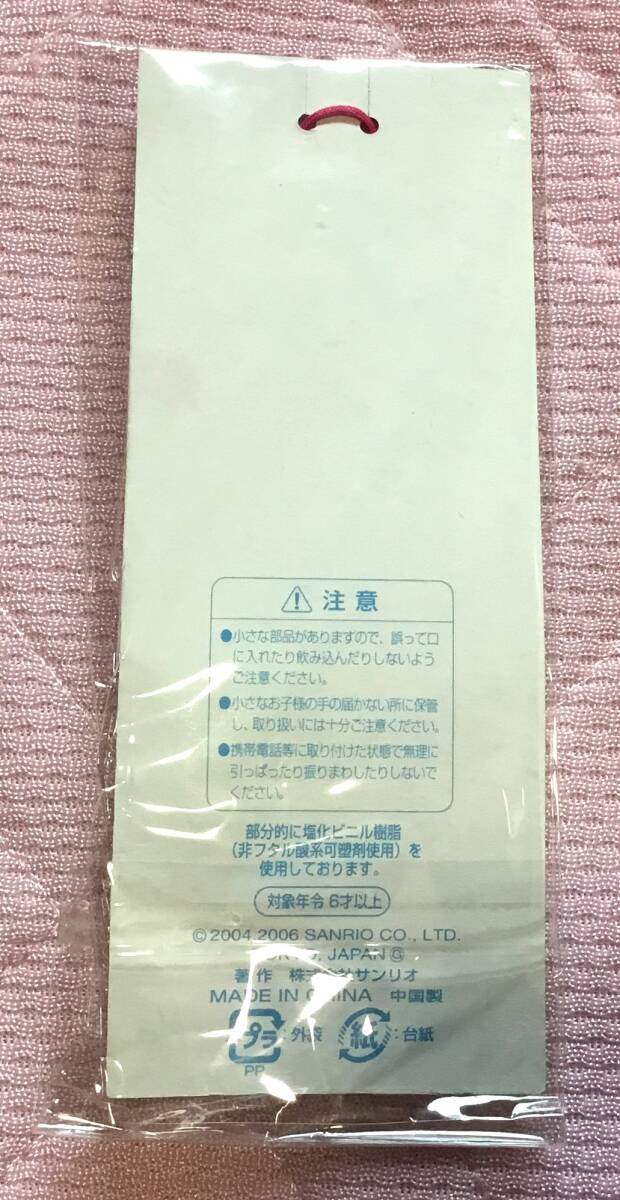 注意
●小さな部品がありますので、誤って口
に入れたり飲み込んだりしないよう
ご注意ください。
●小さなお子様の手の届かない所に保管
し、取り扱いには十分ご注意ください。
●携帯電話等に取り付けた状態で無理に
引っぱったり振りまわしたりしないで
ください。
部分的に塩化ビニル樹脂
(非フタル酸系可塑剤使用)を
使用しております。
対象年令6才以上
©2004,2006 SANRIO CO., LTD.
JAPAN Ⓖ
著作 株式会社サンリオ
MADE IN CHINA 中国製
プラ:外袋 紙:台紙
PP